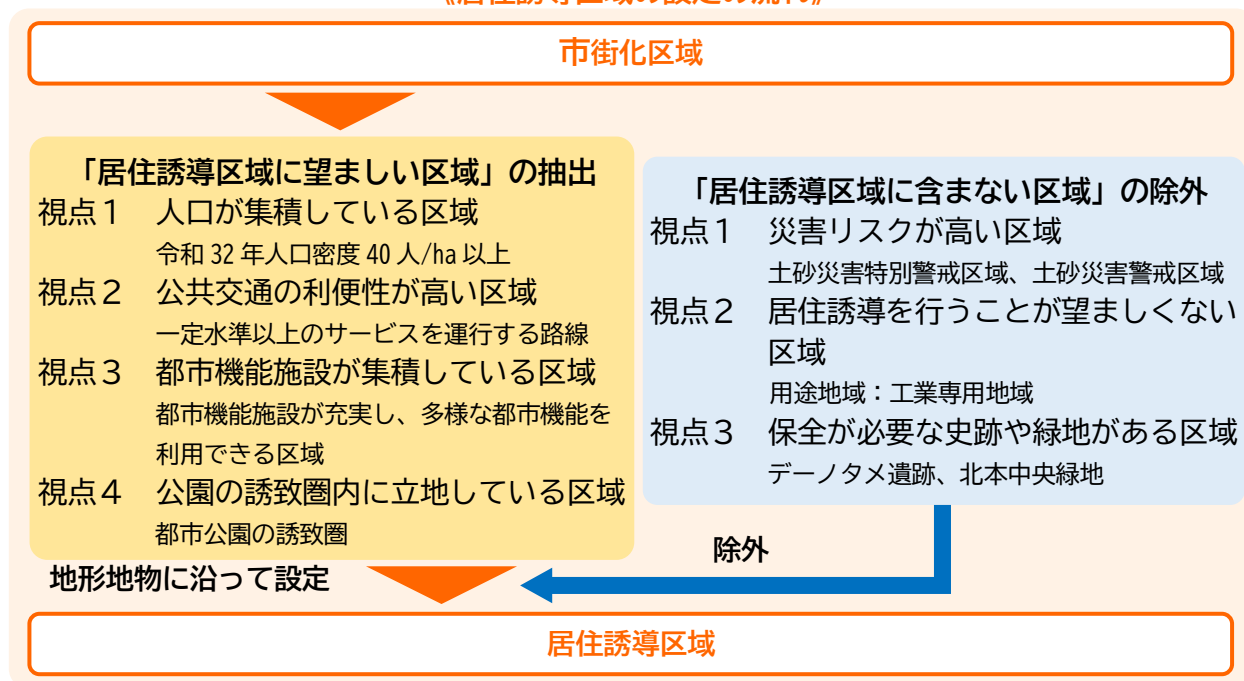 《居住誘導区域の設定の流れ》
市街化区域
「居住誘導区域に望ましい区域」の抽出
視点１ 人口が集積している区域
令和 32 年人口密度 40 人/ha 以上
視点２ 公共交通の利便性が高い区域
一定水準以上のサービスを運行する路線
視点３ 都市機能施設が集積している区域
都市機能施設が充実し、多様な都市機能を
利用できる区域
視点４ 公園の誘致圏内に立地している区域
都市公園の誘致圏
「居住誘導区域に含まない区域」の除外
視点１ 災害リスクが高い区域
土砂災害特別警戒区域、土砂災害警戒区域
視点２ 居住誘導を行うことが望ましくない
区域
用途地域：工業専用地域
視点３ 保全が必要な史跡や緑地がある区域
デーノタメ遺跡、北本中央緑地
除外
地形地物に沿って設定
居住誘導区域